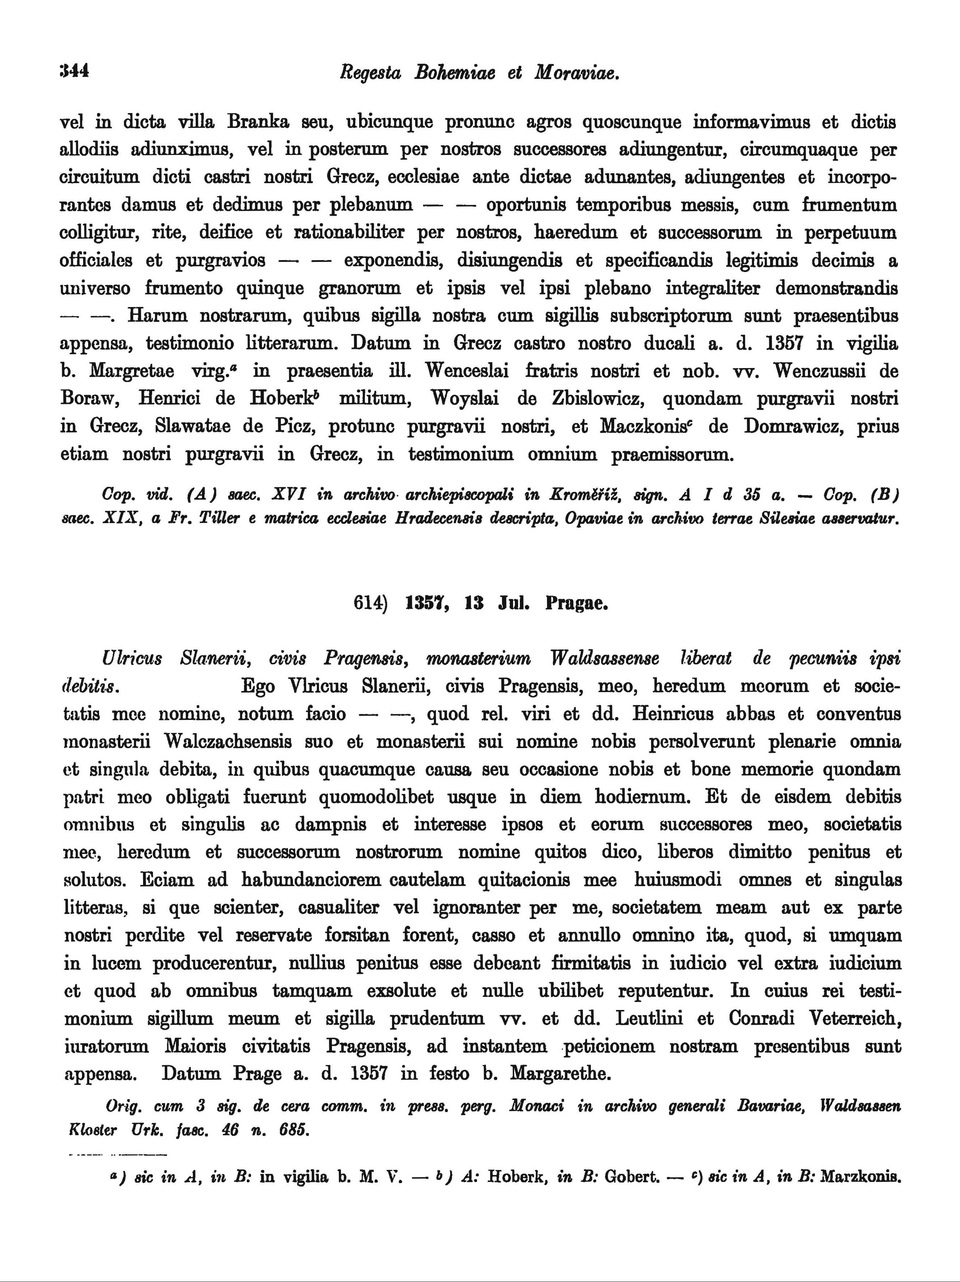 344 Regesta Bohemiae et Moraviae.
vel in dicta villa Branka seu, ubicunque pronunc agros quoscunque informavimus et dictis
allodiis adiunximus, vel in posterum per nostros successores adiungentur, circumquaque per
circuitum dicti castri nostri Grecz, ecclesiae ante dictae adunantes, adiungentes et incorpo-
rantes damus et dedimus per plebanum — — oportunis temporibus messis, cum frumentum
colligitur, rite, deifice et rationabiliter per nostros, haeredum et successorum in perpetuum
officiales et purgravios — — exponendis, disiungendis et specificandis legitimis decimis a
universo frumento quinque granorum et ipsis vel ipsi plebano integraliter demonstrandis
— —. Harum nostrarum, quibus sigilla nostra cum sigillis subscriptorum sunt praesentibus
appensa, testimonio litterarum. Datum in Grecz castro nostro ducali a. d. 1357 in vigilia
b. Margretae virg.ᵃ in praesentia ill. Wenceslai fratris nostri et nob. vv. Wenczussii de
Boraw, Henrici de Hoberkᵇ militum, Woyslai de Zbislowicz, quondam purgravii nostri
in Grecz, Slawatae de Picz, protunc purgravii nostri, et Maczkonisᶜ de Domrawicz, prius
etiam nostri purgravii in Grecz, in testimonium omnium praemissorum.
Cop. vid. (A) saec. XVI in archivo archiepiscopali in Kroměříž, sign. A I d 35 a. — Cop. (B)
saec. XIX, a Fr. Tiller e matrica ecclesiae Hradecensis descripta, Opaviae in archivo terrae Silesiae asservatur.
614) 1357, 13 Jul. Pragae.
Ulricus Slanerii, civis Pragensis, monasterium Waldsassense liberat de pecuniis ipsi
debitis. Ego Vlricus Slanerii, civis Pragensis, meo, heredum meorum et socie-
tatis mee nomine, notum facio — —, quod rel. viri et dd. Heinricus abbas et conventus
monasterii Walczachsensis suo et monasterii sui nomine nobis persolverunt plenarie omnia
et singula debita, in quibus quacumque causa seu occasione nobis et bone memorie quondam
patri meo obligati fuerunt quomodolibet usque in diem hodiernum. Et de eisdem debitis
omnibus et singulis ac dampnis et interesse ipsos et eorum successores meo, societatis
mee, heredum et successorum nostrorum nomine quitos dico, liberos dimitto penitus et
solutos. Eciam ad habundanciorem cautelam quitacionis mee huiusmodi omnes et singulas
litteras, si que scienter, casualiter vel ignoranter per me, societatem meam aut ex parte
nostri perdite vel reservate forsitan forent, casso et annullo omnino ita, quod, si umquam
in lucem producerentur, nullius penitus esse debeant firmitatis in iudicio vel extra iudicium
et quod ab omnibus tamquam exsolute et nulle ubilibet reputentur. In cuius rei testi-
monium sigillum meum et sigilla prudentum vv. et dd. Leutlini et Conradi Veterreich,
iuratorum Maioris civitatis Pragensis, ad instantem peticionem nostram presentibus sunt
appensa. Datum Prage a. d. 1357 in festo b. Margarethe.
Orig. cum 3 sig. de cera comm. in press. perg. Monaci in archivo generali Bavariae, Waldsassen
Kloster Urk. fasc. 46 n. 685.
ᵃ) sic in A, in B: in vigilia b. M. V. — ᵇ) A: Hoberk, in B: Gobert. — ᶜ) sic in A, in B: Marzkonis.